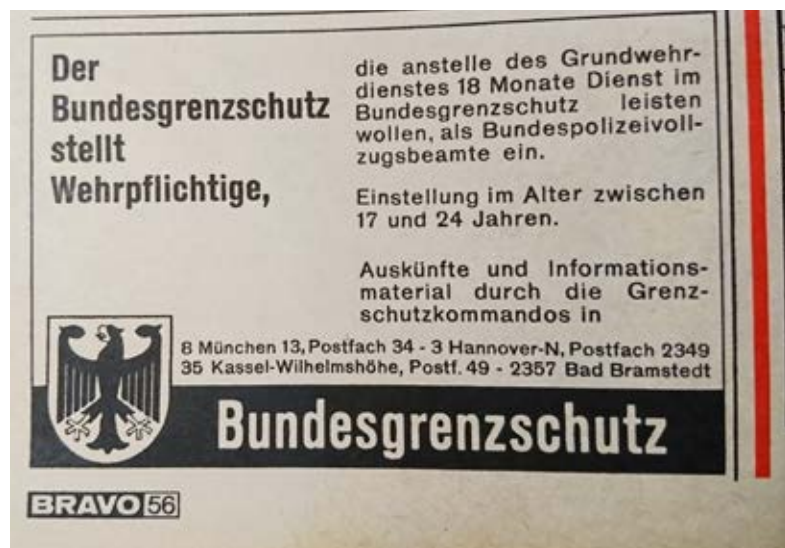 Der
Bundesgrenzschutz
stellt
Wehrpflichtige,
die anstelle des Grundwehr-
dienstes 18 Monate Dienst im
Bundesgrenzschutz leisten
wollen, als Bundespolizeivoll-
zugsbeamte ein.
Einstellung im Alter zwischen
17 und 24 Jahren.
Auskünfte und Informations-
material durch die Grenz-
schutzkommandos in
8 München 13, Postfach 34 - 3 Hannover-N, Postfach 2349
35 Kassel-Wilhelmshöhe, Postf. 49 - 2357 Bad Bramstedt
Bundesgrenzschutz
BRAVO 56